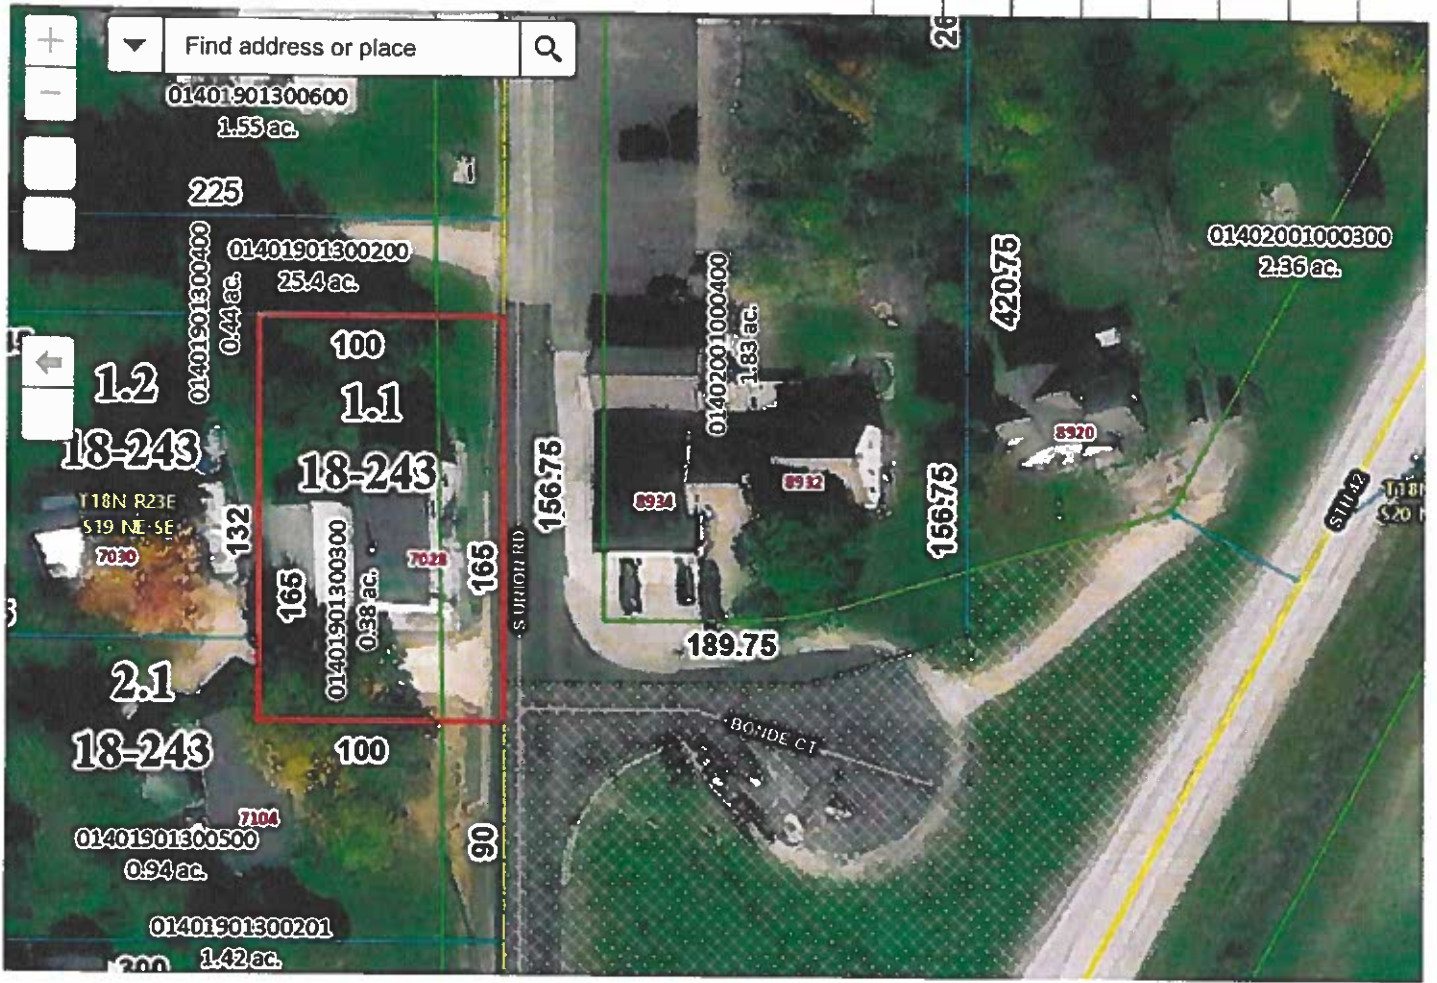 Find address or place
26
01401901300600
1.55 ac.
225
01401901300400
0.44 ac.
01401901300200
25.4 ac.
01402001000300
2.36 ac.
420.75
01402001000400
1.83 ac.
100
1.2
18-243
1.1
18-243
T18N R23E
S19 NE-SE
7030
132
165
01401901300300
0.38 ac.
7028
165
S UNION RD
156.75
8934
8932
156.75
8920
STH 42
T18N
S20 N
189.75
2.1
18-243
100
BONDE CT
7104
01401901300500
0.94 ac.
90
01401901300201
1.42 ac.
200